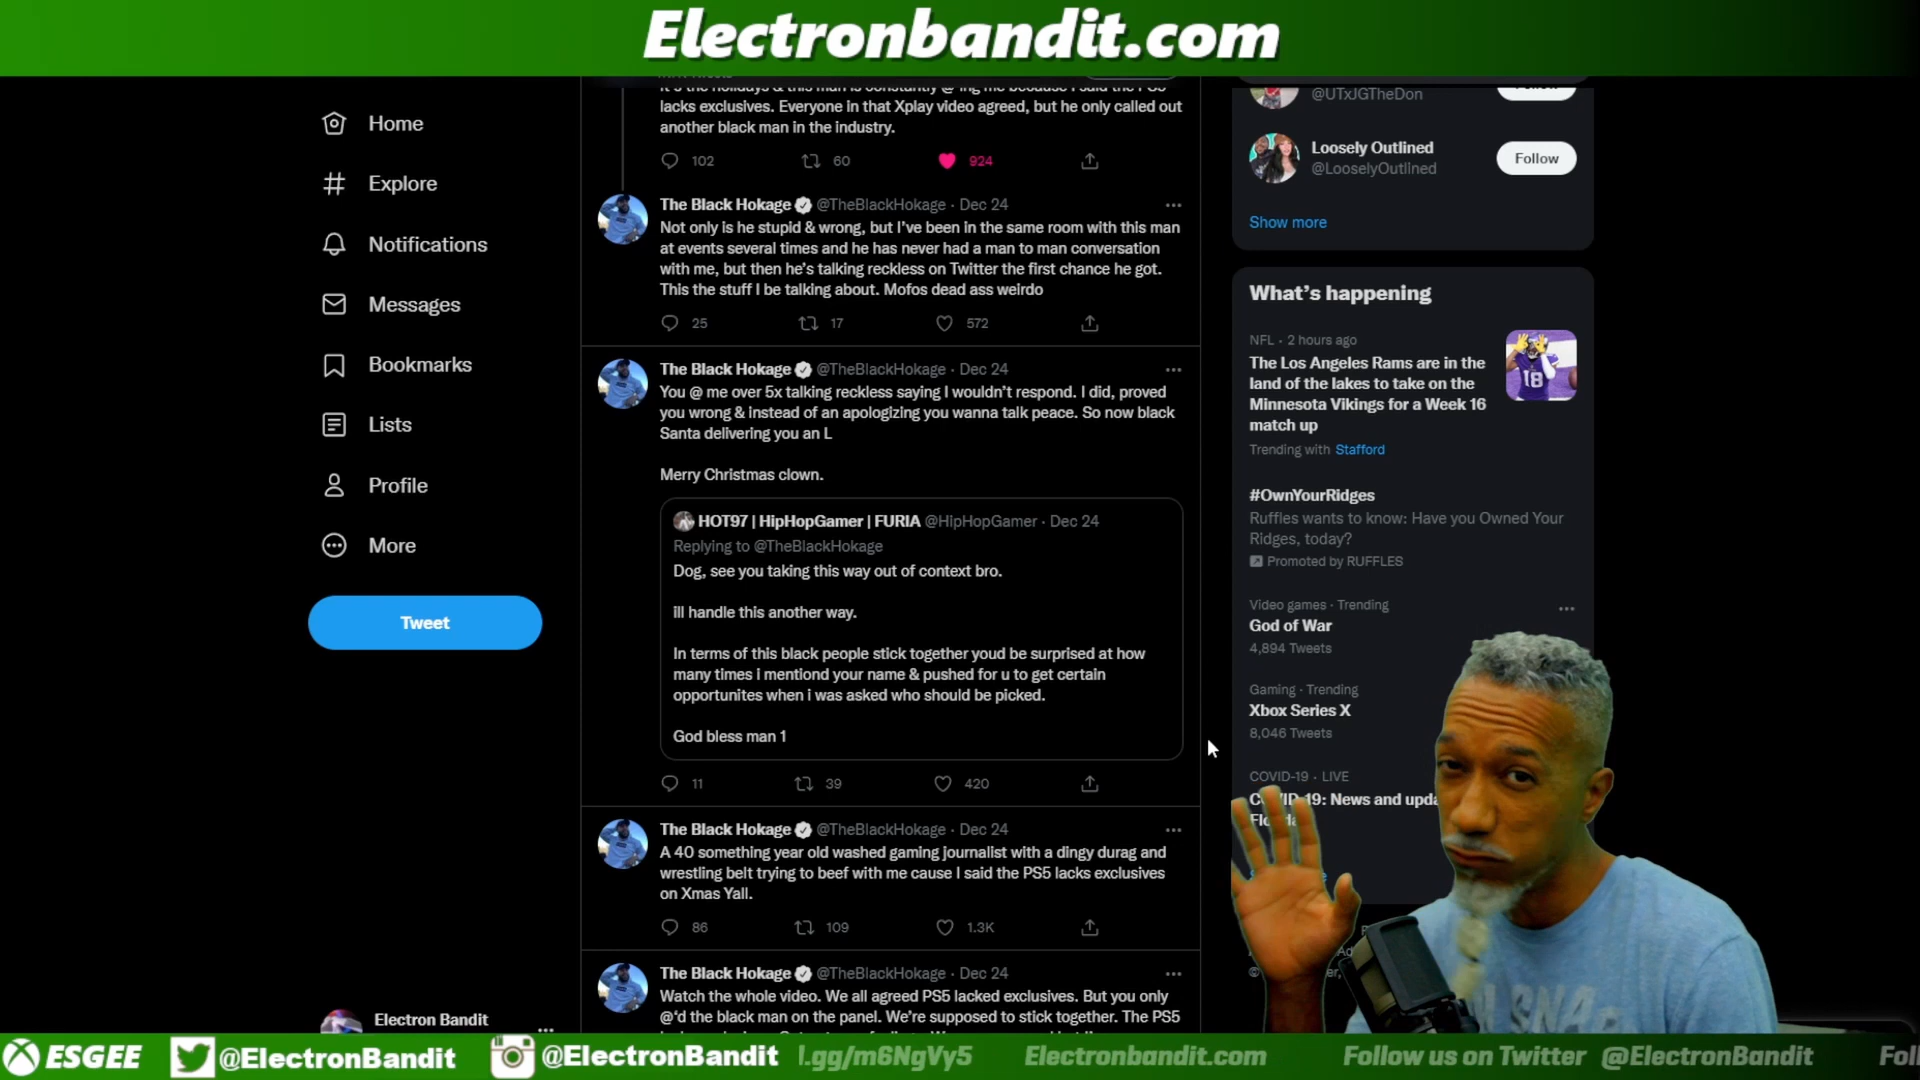 Electronbandit.com
Home
Explore
Notifications
Messages
Bookmarks
Lists
Profile
More
Tweet
Electron Bandit
lacks exclusives. Everyone in that Xplay video agreed, but he only called out
another black man in the industry.
102 60 924
The Black Hokage @TheBlackHokage · Dec 24
Not only is he stupid & wrong, but I've been in the same room with this man
at events several times and he has never had a man to man conversation
with me, but then he's talking reckless on Twitter the first chance he got.
This the stuff I be talking about. Mofos dead ass weirdo
25 17 572
The Black Hokage @TheBlackHokage · Dec 24
You @ me over 5x talking reckless saying I wouldn't respond. I did, proved
you wrong & instead of an apologizing you wanna talk peace. So now black
Santa delivering you an L
Merry Christmas clown.
HOT97 | HipHopGamer | FURIA @HipHopGamer · Dec 24
Replying to @TheBlackHokage
Dog, see you taking this way out of context bro.
ill handle this another way.
In terms of this black people stick together youd be surprised at how
many times i mentiond your name & pushed for u to get certain
opportunites when i was asked who should be picked.
God bless man 1
11 39 420
The Black Hokage @TheBlackHokage · Dec 24
A 40 something year old washed gaming journalist with a dingy durag and
wrestling belt trying to beef with me cause I said the PS5 lacks exclusives
on Xmas Yall.
86 109 1.3K
The Black Hokage @TheBlackHokage · Dec 24
Watch the whole video. We all agreed PS5 lacked exclusives. But you only
@'d the black man on the panel. We're supposed to stick together. The PS5
@UTxJGTheDon
Loosely Outlined
@LooselyOutlined
Follow
Show more
What's happening
NFL · 2 hours ago
The Los Angeles Rams are in the
land of the lakes to take on the
Minnesota Vikings for a Week 16
match up
Trending with Stafford
18
#OwnYourRidges
Ruffles wants to know: Have you Owned Your
Ridges, today?
Promoted by RUFFLES
Video games · Trending
God of War
4,894 Tweets
Gaming · Trending
Xbox Series X
8,046 Tweets
COVID-19 · LIVE
COVID-19: News and upda
ESGEE @ElectronBandit @ElectronBandit l.gg/m6NgVy5 Electronbandit.com Follow us on Twitter @ElectronBandit Foll